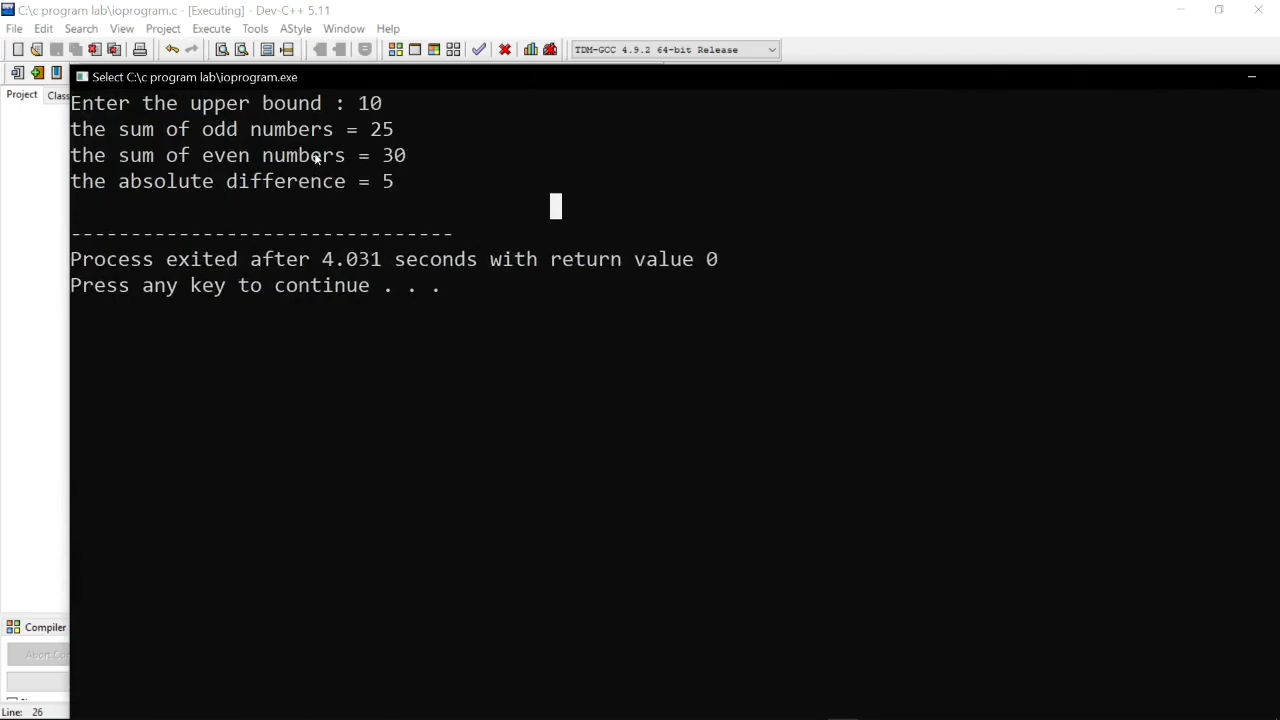 C:\c program lab\ioprogram.c - [Executing] - Dev-C++ 5.11
File Edit Search View Project Execute Tools AStyle Window Help
TDM-GCC 4.9.2 64-bit Release
Select C:\c program lab\ioprogram.exe
Project Class
Enter the upper bound : 10
the sum of odd numbers = 25
the sum of even numbers = 30
the absolute difference = 5
--------------------------------
Process exited after 4.031 seconds with return value 0
Press any key to continue . . .
Compiler
Abort Co
Line: 26